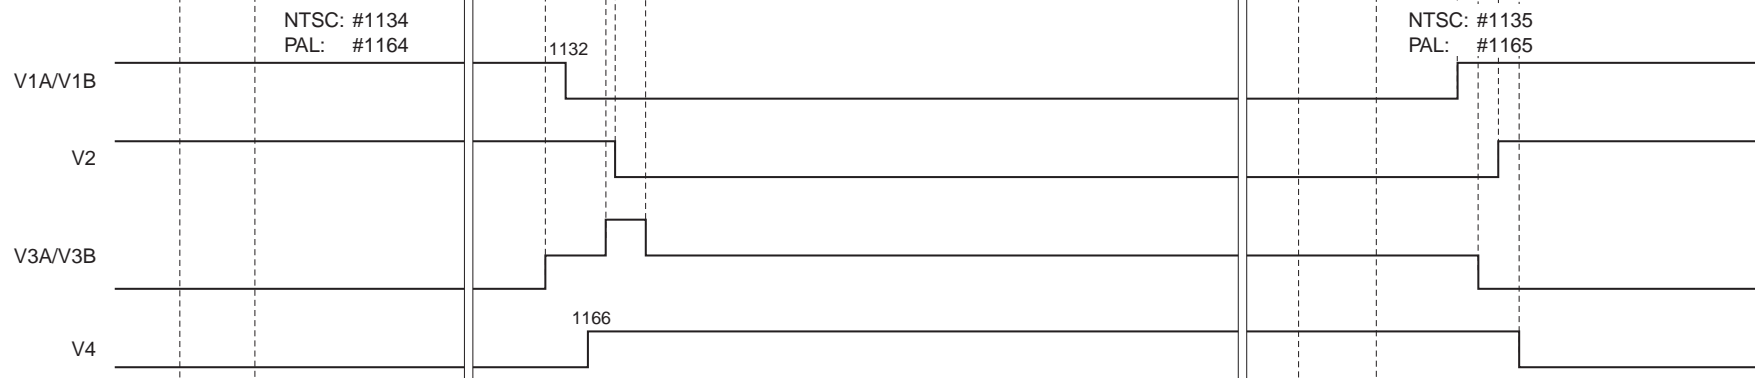 NTSC: #1134
PAL: #1164
NTSC: #1135
PAL: #1165
1132
V1A/V1B
V2
V3A/V3B
1166
V4